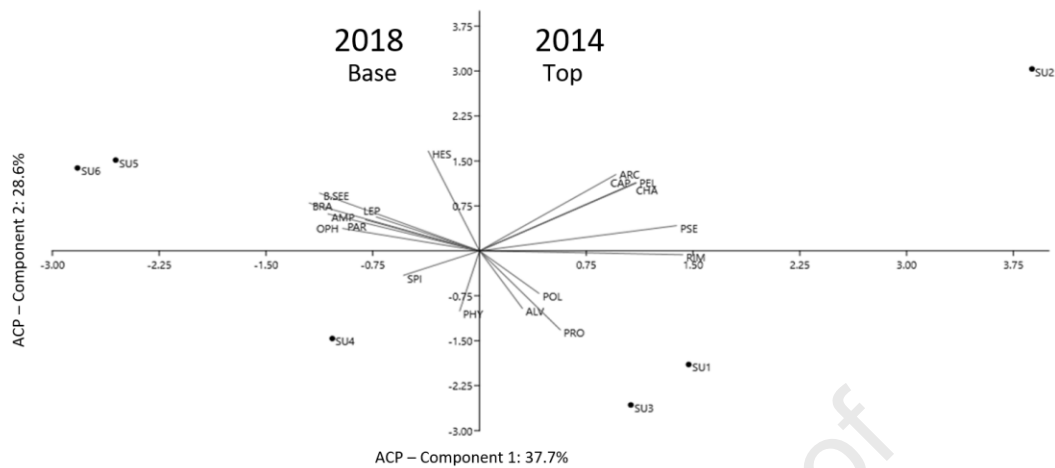 3.75
2018 2014
Base Top
3.00
SU2
2.25
HES 1.50
SU6 SU5
ARC
CAP PEL
CHA
B.SEE
BRA LEP 0.75
AMP
OPH PAR
PSE
-3.00 -2.25 -1.50 -0.75 0.75 1.50 2.25 3.00 3.75
RIM
SPI
-0.75 POL
PHY ALV
PRO
SU4 -1.50
SU1
-2.25
SU3
-3.00
ACP – Component 2: 28.6%
ACP – Component 1: 37.7%
of